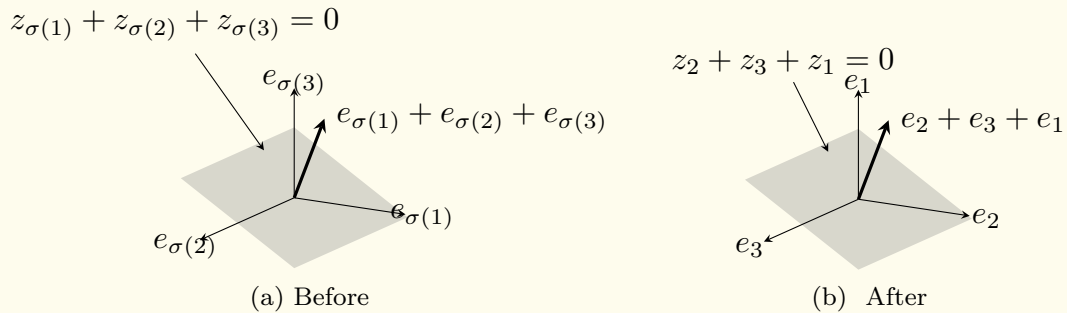 z_{σ(1)} + z_{σ(2)} + z_{σ(3)} = 0
e_{σ(3)}
e_{σ(1)} + e_{σ(2)} + e_{σ(3)}
e_{σ(1)}
e_{σ(2)}
(a) Before
z_2 + z_3 + z_1 = 0
e_1
e_2 + e_3 + e_1
e_2
e_3
(b) After